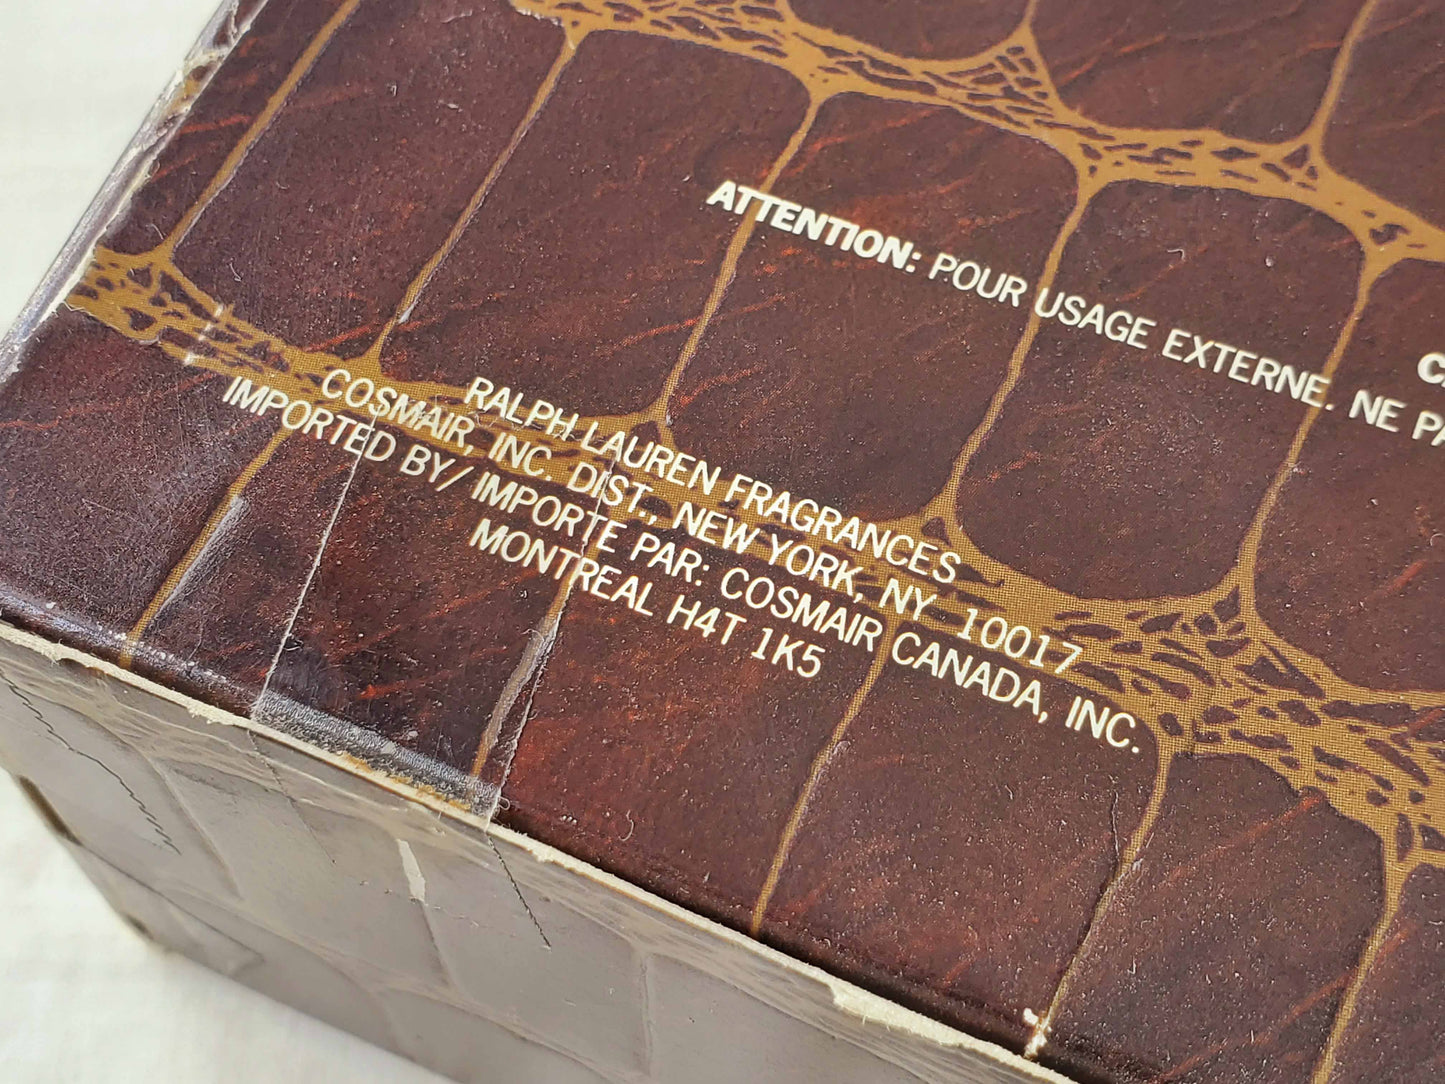 ATTENTION: POUR USAGE EXTERNE. NE
RALPH LAUREN FRAGRANCES
COSMAIR, INC. DIST., NEW YORK, NY 10017
IMPORTED BY/ IMPORTE PAR: COSMAIR CANADA, INC.
MONTREAL H4T 1K5